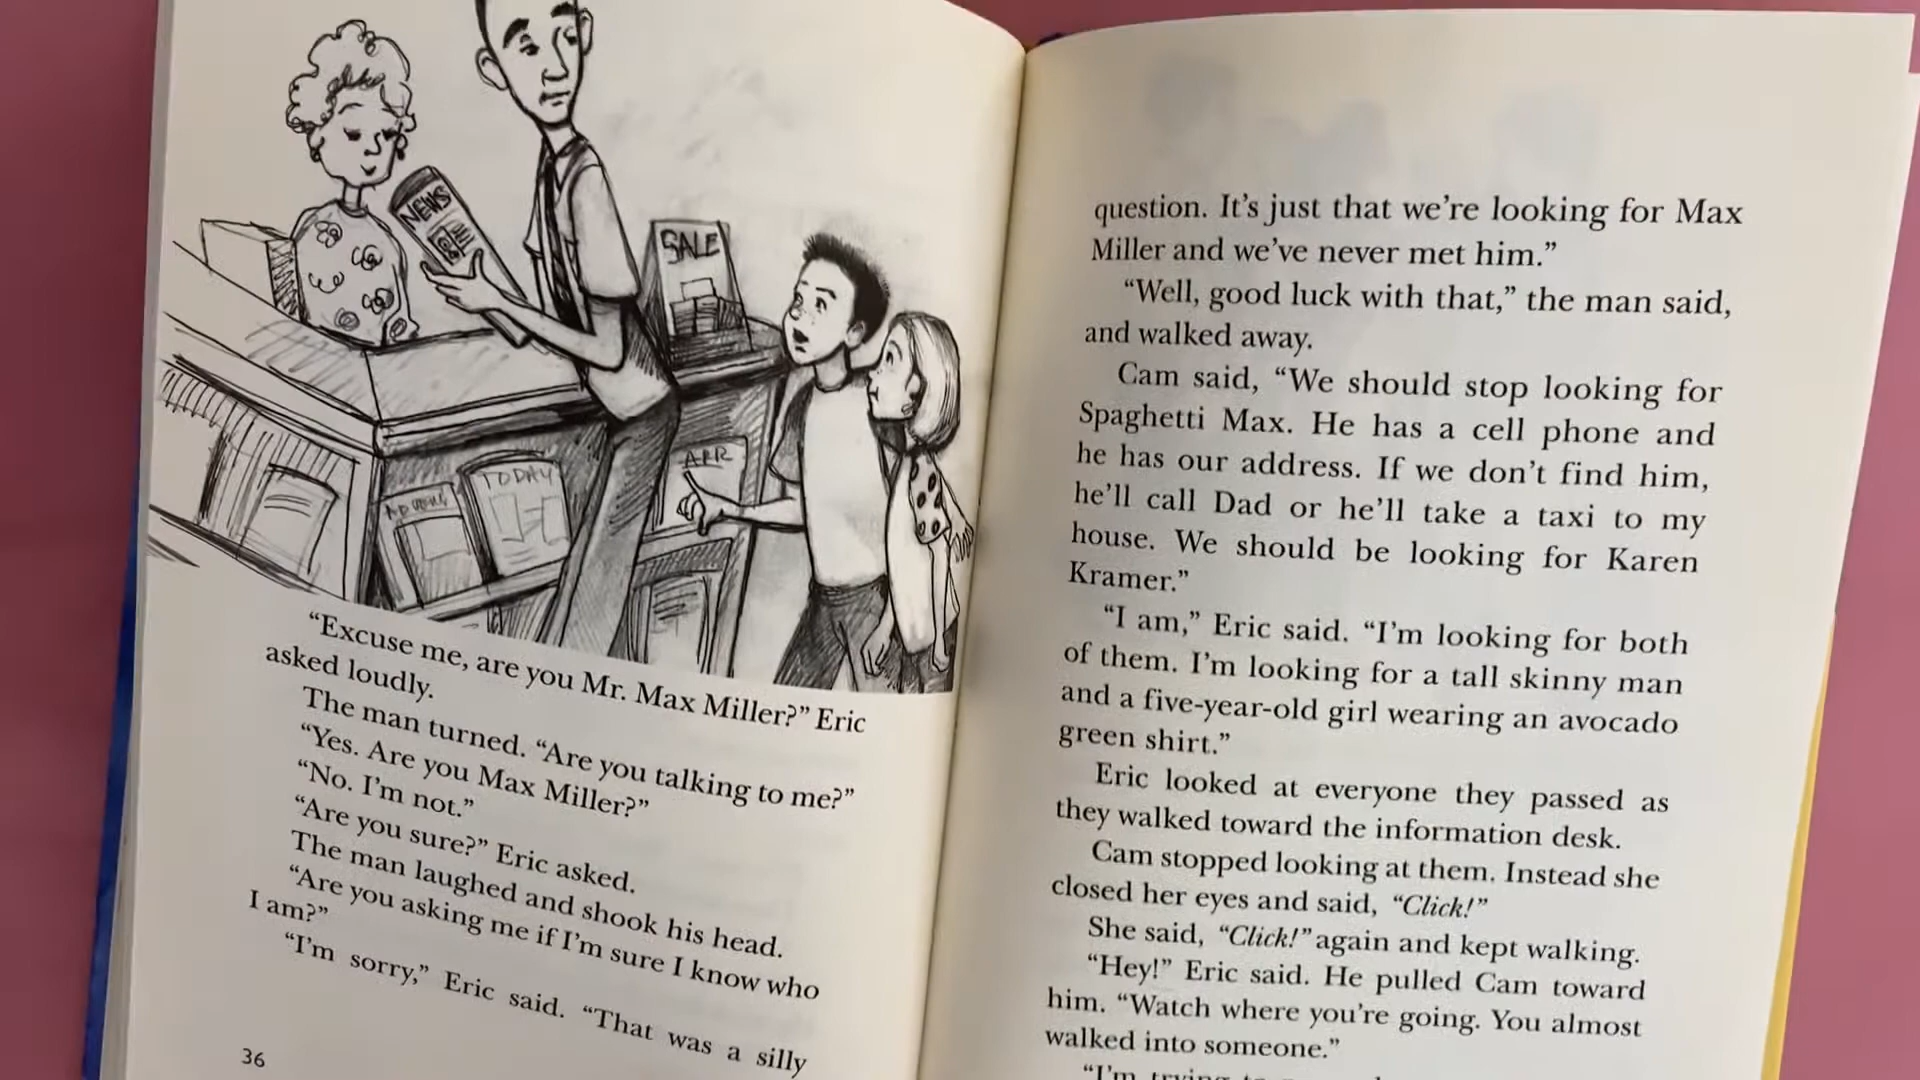 NEWS
SALE
TODAY
"Excuse me, are you Mr. Max Miller?" Eric
asked loudly.
The man turned. "Are you talking to me?"
"Yes. Are you Max Miller?"
"No. I'm not."
"Are you sure?" Eric asked.
The man laughed and shook his head.
"Are you asking me if I'm sure I know who
I am?"
"I'm sorry," Eric said. "That was a silly
36
question. It's just that we're looking for Max
Miller and we've never met him."
"Well, good luck with that," the man said,
and walked away.
Cam said, "We should stop looking for
Spaghetti Max. He has a cell phone and
he has our address. If we don't find him,
he'll call Dad or he'll take a taxi to my
house. We should be looking for Karen
Kramer."
"I am," Eric said. "I'm looking for both
of them. I'm looking for a tall skinny man
and a five-year-old girl wearing an avocado
green shirt."
Eric looked at everyone they passed as
they walked toward the information desk.
Cam stopped looking at them. Instead she
closed her eyes and said, "Click!"
She said, "Click!" again and kept walking.
"Hey!" Eric said. He pulled Cam toward
him. "Watch where you're going. You almost
walked into someone."
"I'm